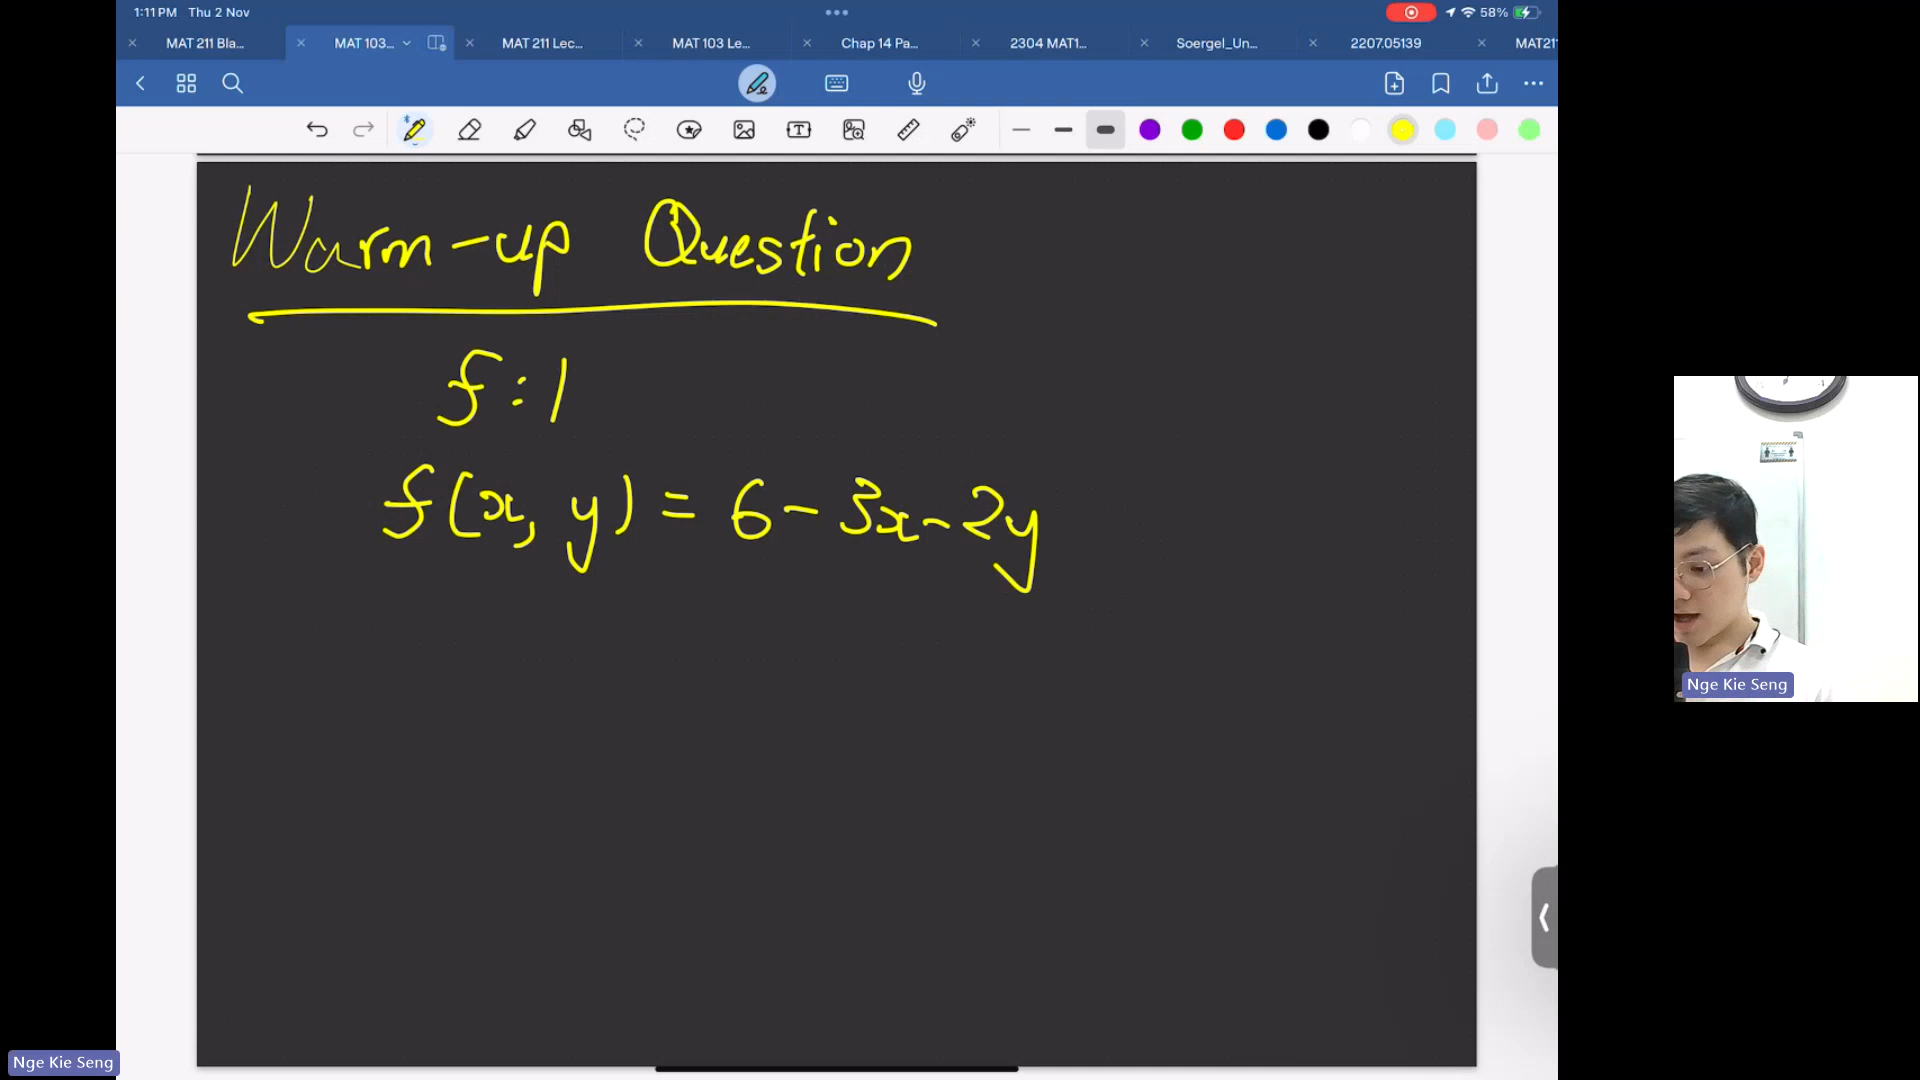 1:11 PM Thu 2 Nov
58%
MAT 211 Bla...
MAT 103...
MAT 211 Lec...
MAT 103 Le...
Chap 14 Pa...
2304 MAT1...
Soergel_Un...
2207.05139
MAT21
Warm-up Question
f : 1
f(x, y) = 6 - 3x - 2y
Nge Kie Seng
Nge Kie Seng